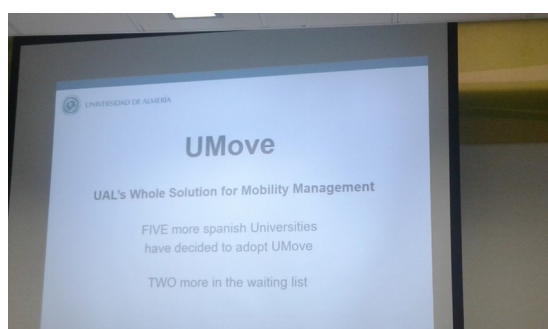 UNIVERSIDAD DE ALMERÍA
UMove
UAL's Whole Solution for Mobility Management
FIVE more spanish Universities
have decided to adopt UMove
TWO more in the waiting list